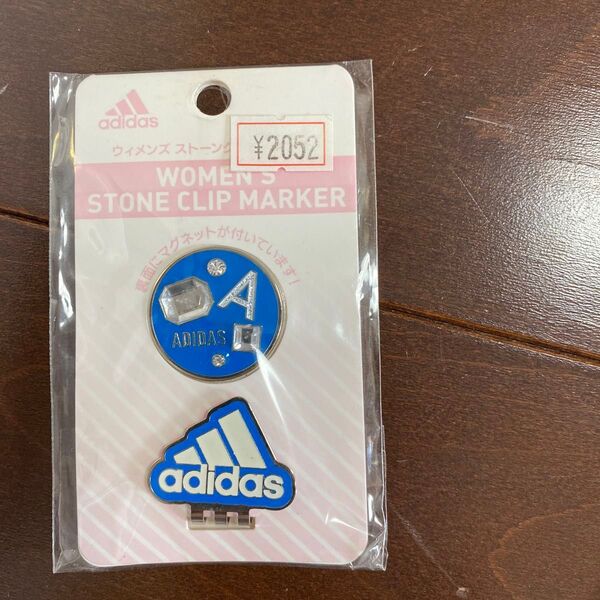 adidas
ウィメンズ ストーンク
¥2052
WOMEN'S
STONE CLIP MARKER
裏面にマグネットが付いています!
A
ADIDAS
adidas